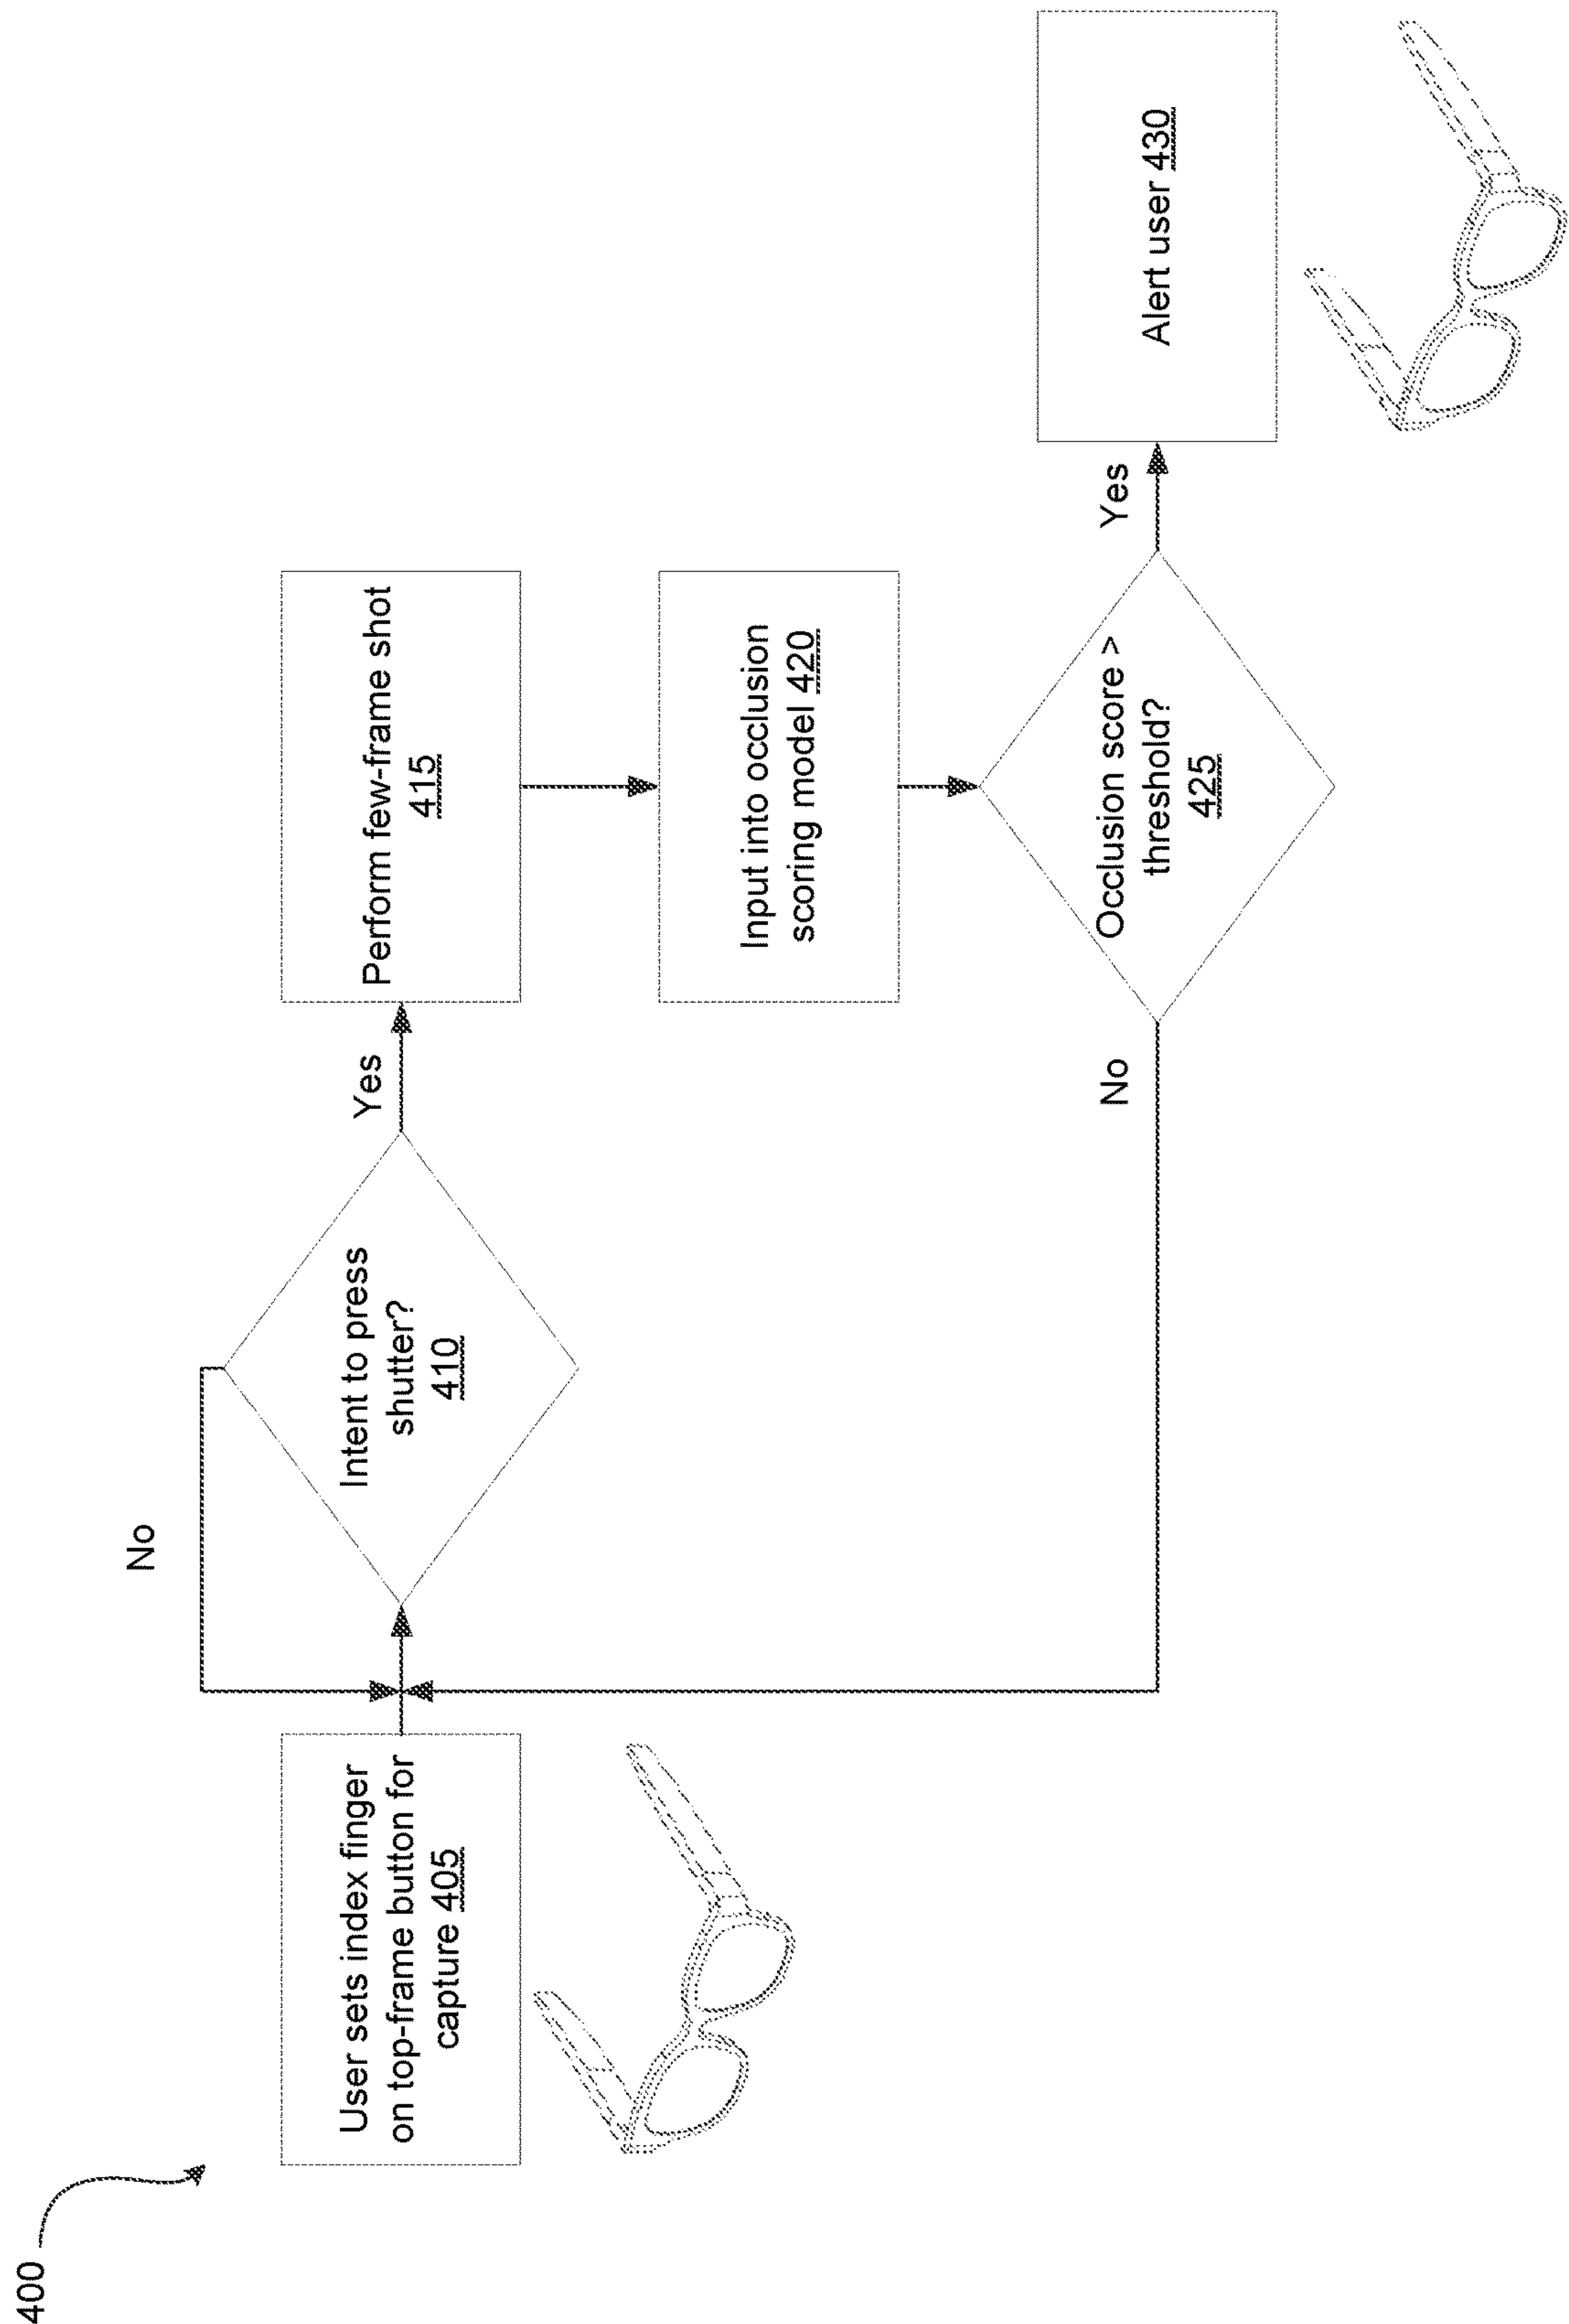 400
User sets index finger
on top-frame button for
capture 405
No
Intent to press
shutter?
410
Yes
Perform few-frame shot
415
Input into occlusion
scoring model 420
Occlusion score >
threshold?
425
No
Yes
Alert user 430